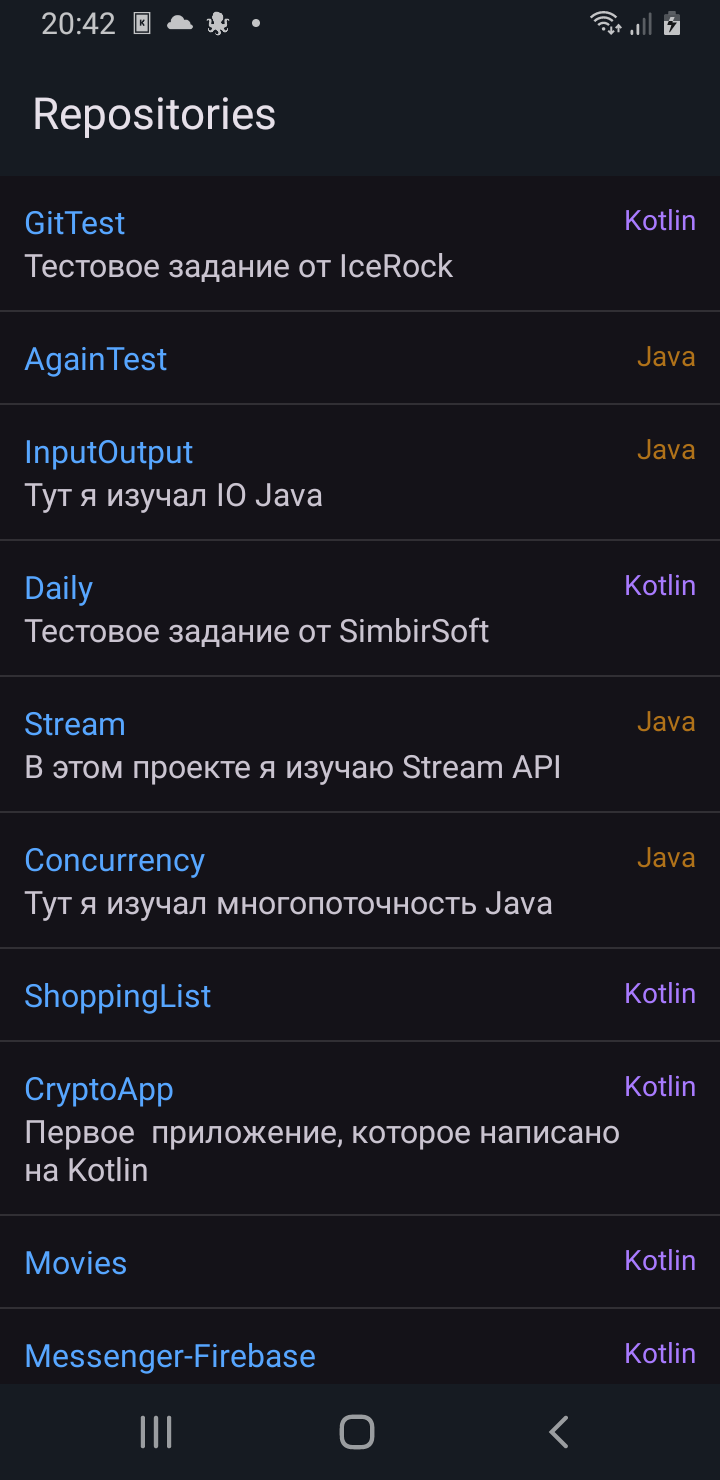 20:42
Repositories
GitTest Kotlin
Тестовое задание от IceRock
AgainTest Java
InputOutput Java
Тут я изучал IO Java
Daily Kotlin
Тестовое задание от SimbirSoft
Stream Java
В этом проекте я изучаю Stream API
Concurrency Java
Тут я изучал многопоточность Java
ShoppingList Kotlin
CryptoApp Kotlin
Первое  приложение, которое написано
на Kotlin
Movies Kotlin
Messenger-Firebase Kotlin